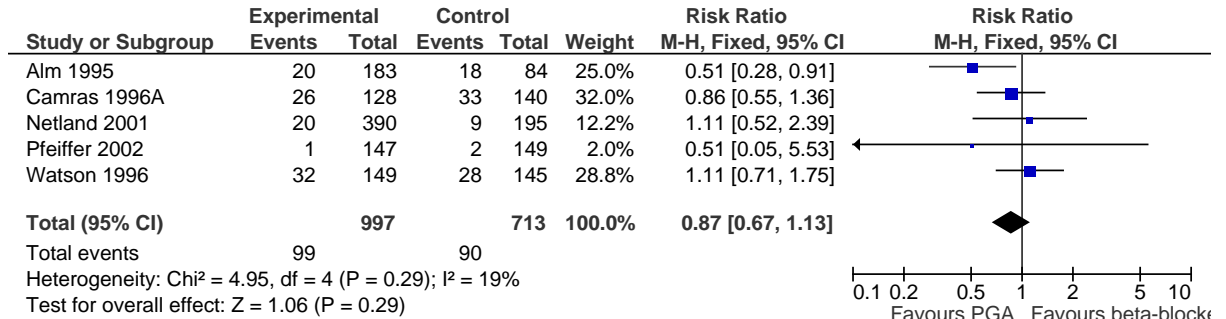 Experimental Control Risk Ratio Risk Ratio
Study or Subgroup Events Total Events Total Weight M-H, Fixed, 95% CI M-H, Fixed, 95% CI
Alm 1995 20 183 18 84 25.0% 0.51 [0.28, 0.91]
Camras 1996A 26 128 33 140 32.0% 0.86 [0.55, 1.36]
Netland 2001 20 390 9 195 12.2% 1.11 [0.52, 2.39]
Pfeiffer 2002 1 147 2 149 2.0% 0.51 [0.05, 5.53]
Watson 1996 32 149 28 145 28.8% 1.11 [0.71, 1.75]
Total (95% CI) 997 713 100.0% 0.87 [0.67, 1.13]
Total events 99 90
Heterogeneity: Chi² = 4.95, df = 4 (P = 0.29); I² = 19%
Test for overall effect: Z = 1.06 (P = 0.29)
0.1 0.2 0.5 1 2 5 10
Favours PGA Favours beta-blocke